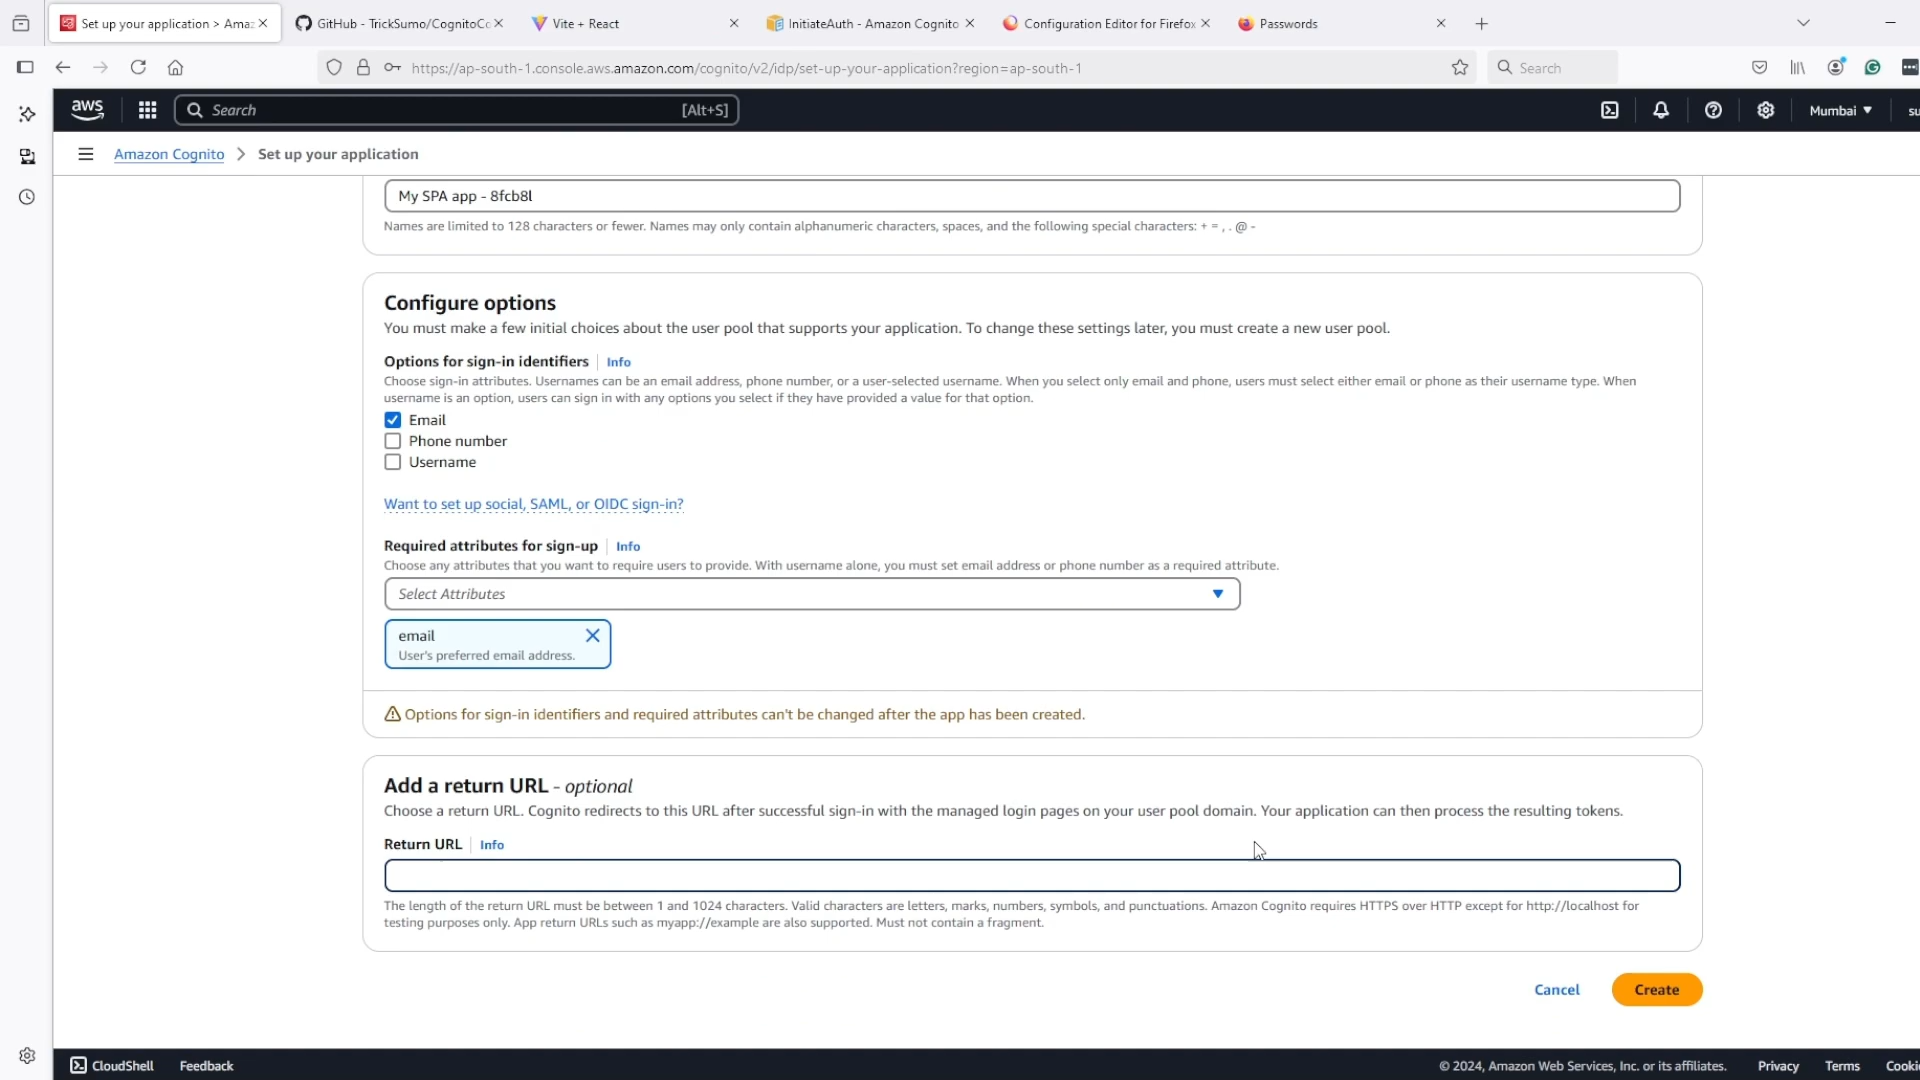 Set up your application > Amaz
GitHub - TrickSumo/CognitoCo
Vite + React
InitiateAuth - Amazon Cognito
Configuration Editor for Firefox
Passwords
https://ap-south-1.console.aws.amazon.com/cognito/v2/idp/set-up-your-application?region=ap-south-1
Search
aws
Search
[Alt+S]
Mumbai
su
Amazon Cognito
Set up your application
My SPA app - 8fcb8l
Names are limited to 128 characters or fewer. Names may only contain alphanumeric characters, spaces, and the following special characters: + = , . @ -
Configure options
You must make a few initial choices about the user pool that supports your application. To change these settings later, you must create a new user pool.
Options for sign-in identifiers
Info
Choose sign-in attributes. Usernames can be an email address, phone number, or a user-selected username. When you select only email and phone, users must select either email or phone as their username type. When
username is an option, users can sign in with any options you select if they have provided a value for that option.
Email
Phone number
Username
Want to set up social, SAML, or OIDC sign-in?
Required attributes for sign-up
Info
Choose any attributes that you want to require users to provide. With username alone, you must set email address or phone number as a required attribute.
Select Attributes
email
User's preferred email address.
Options for sign-in identifiers and required attributes can't be changed after the app has been created.
Add a return URL - optional
Choose a return URL. Cognito redirects to this URL after successful sign-in with the managed login pages on your user pool domain. Your application can then process the resulting tokens.
Return URL
Info
The length of the return URL must be between 1 and 1024 characters. Valid characters are letters, marks, numbers, symbols, and punctuations. Amazon Cognito requires HTTPS over HTTP except for http://localhost for
testing purposes only. App return URLs such as myapp://example are also supported. Must not contain a fragment.
Cancel
Create
CloudShell
Feedback
© 2024, Amazon Web Services, Inc. or its affiliates.
Privacy
Terms
Cooki